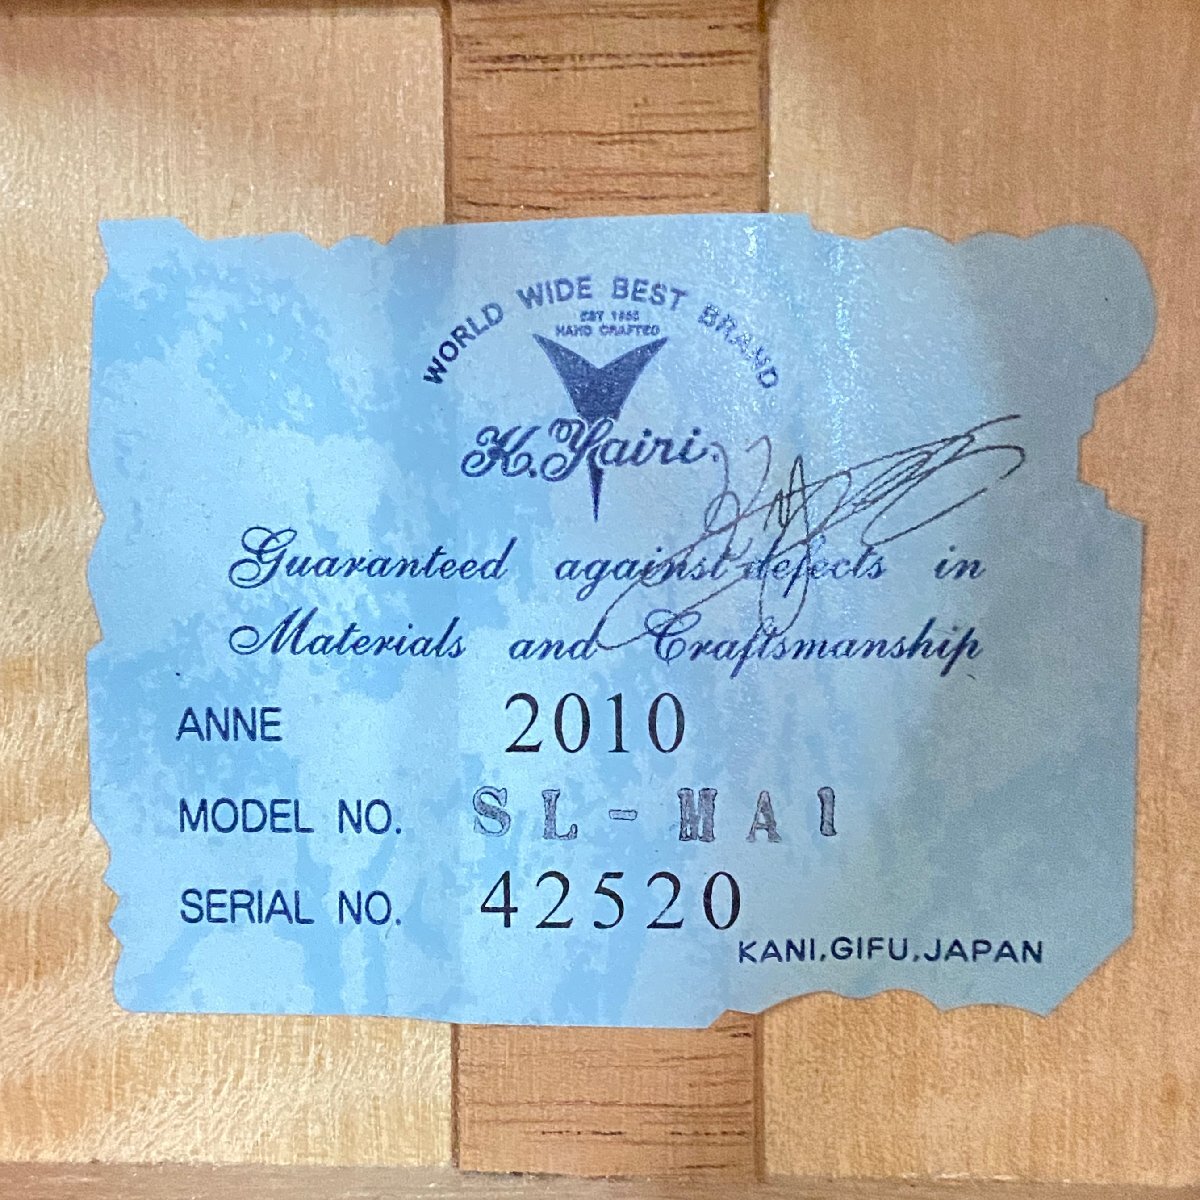 WORLD WIDE BEST BRAND
EST 1935
HAND CRAFTED
K.Yairi.
Guaranteed against defects in
Materials and Craftsmanship
ANNE 2010
MODEL NO. SL-MA1
SERIAL NO. 42520
KANI.GIFU.JAPAN